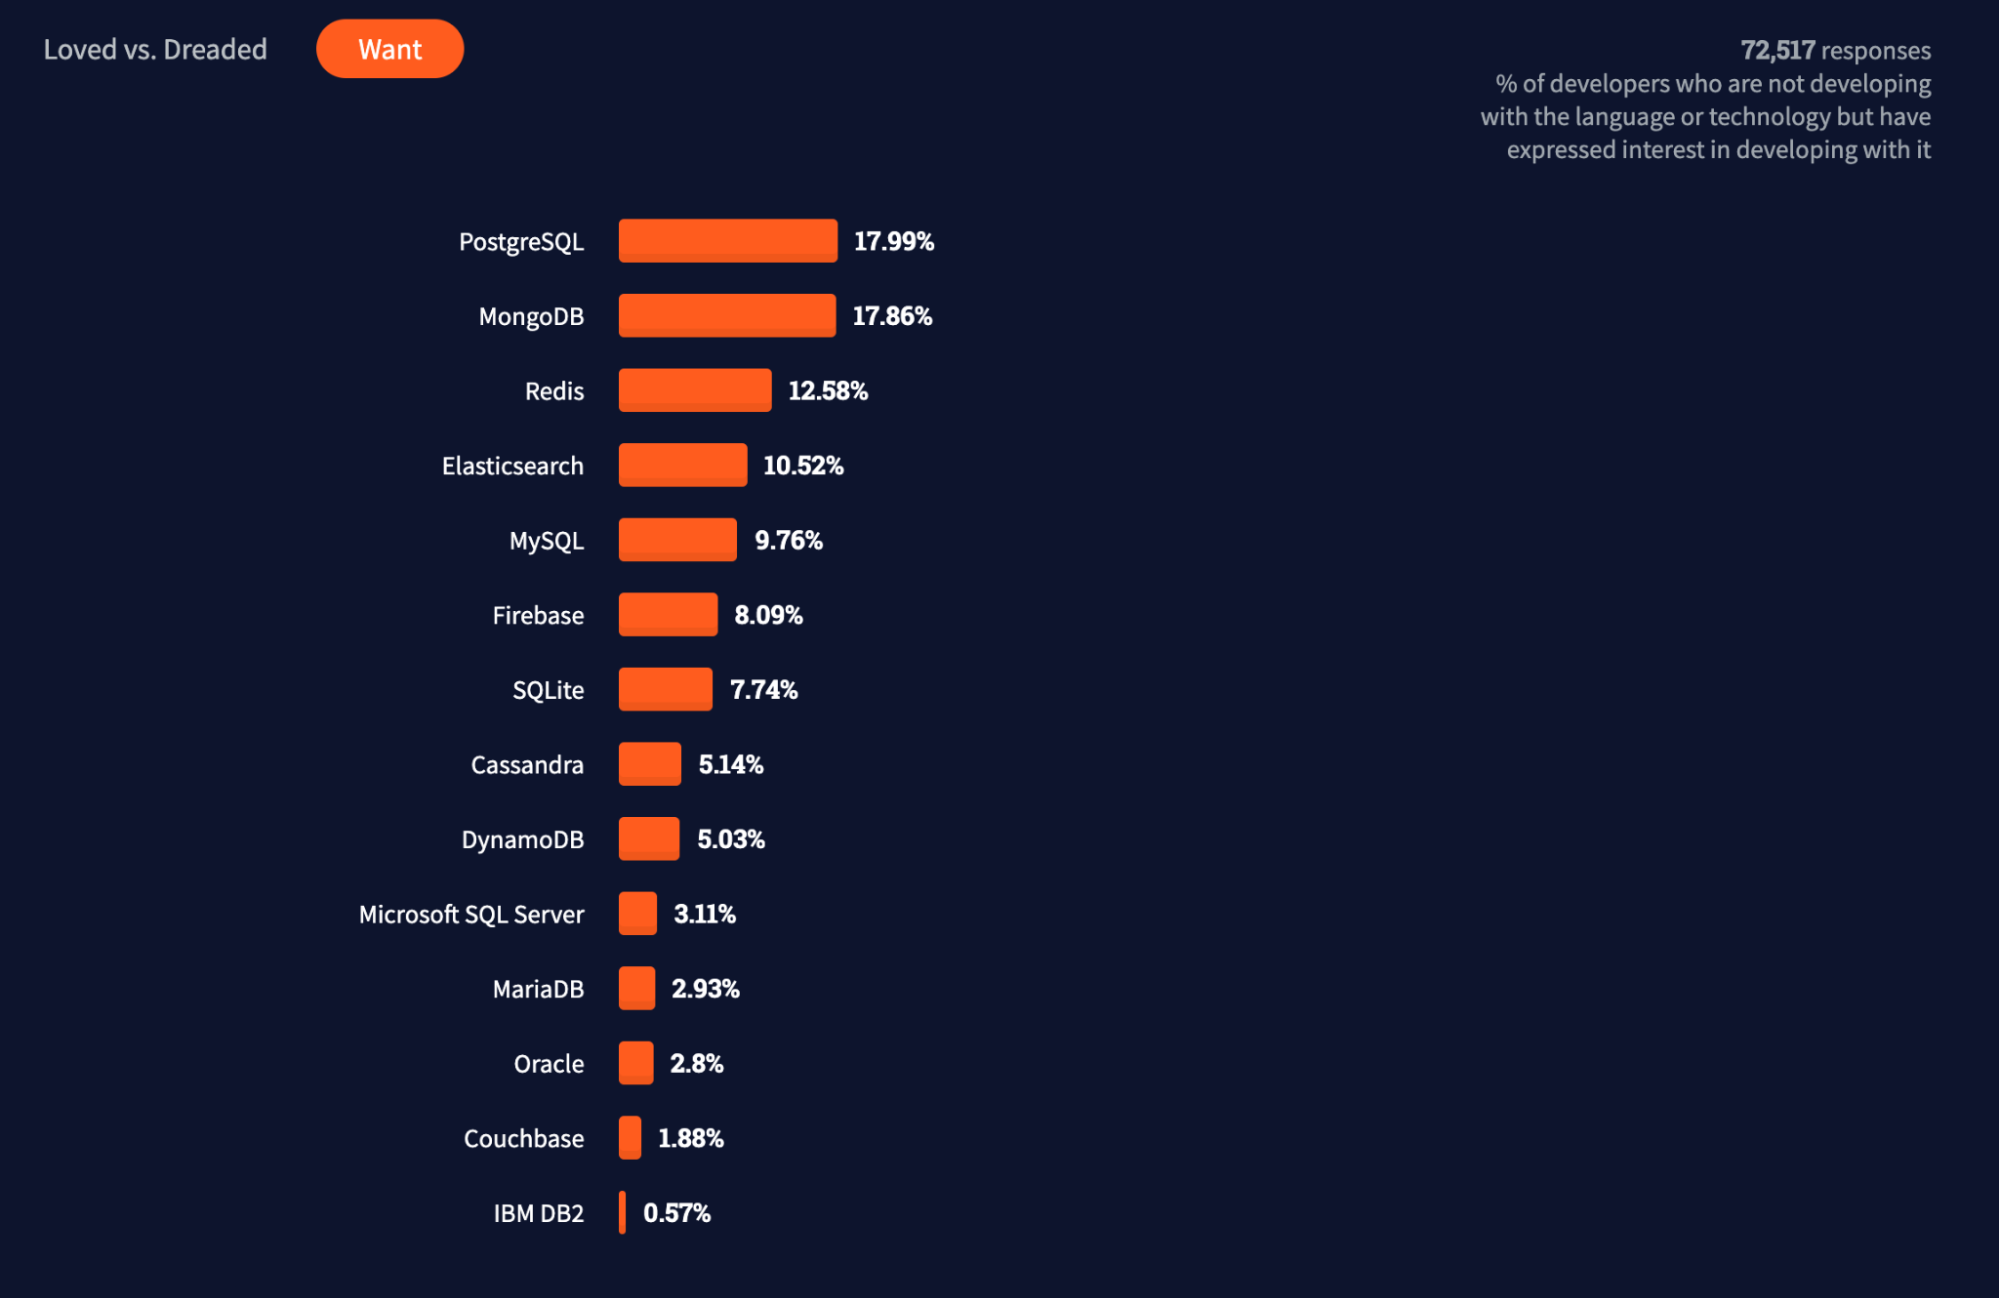 Loved vs. Dreaded Want
72,517 responses
% of developers who are not developing
with the language or technology but have
expressed interest in developing with it
PostgreSQL 17.99%
MongoDB 17.86%
Redis 12.58%
Elasticsearch 10.52%
MySQL 9.76%
Firebase 8.09%
SQLite 7.74%
Cassandra 5.14%
DynamoDB 5.03%
Microsoft SQL Server 3.11%
MariaDB 2.93%
Oracle 2.8%
Couchbase 1.88%
IBM DB2 0.57%